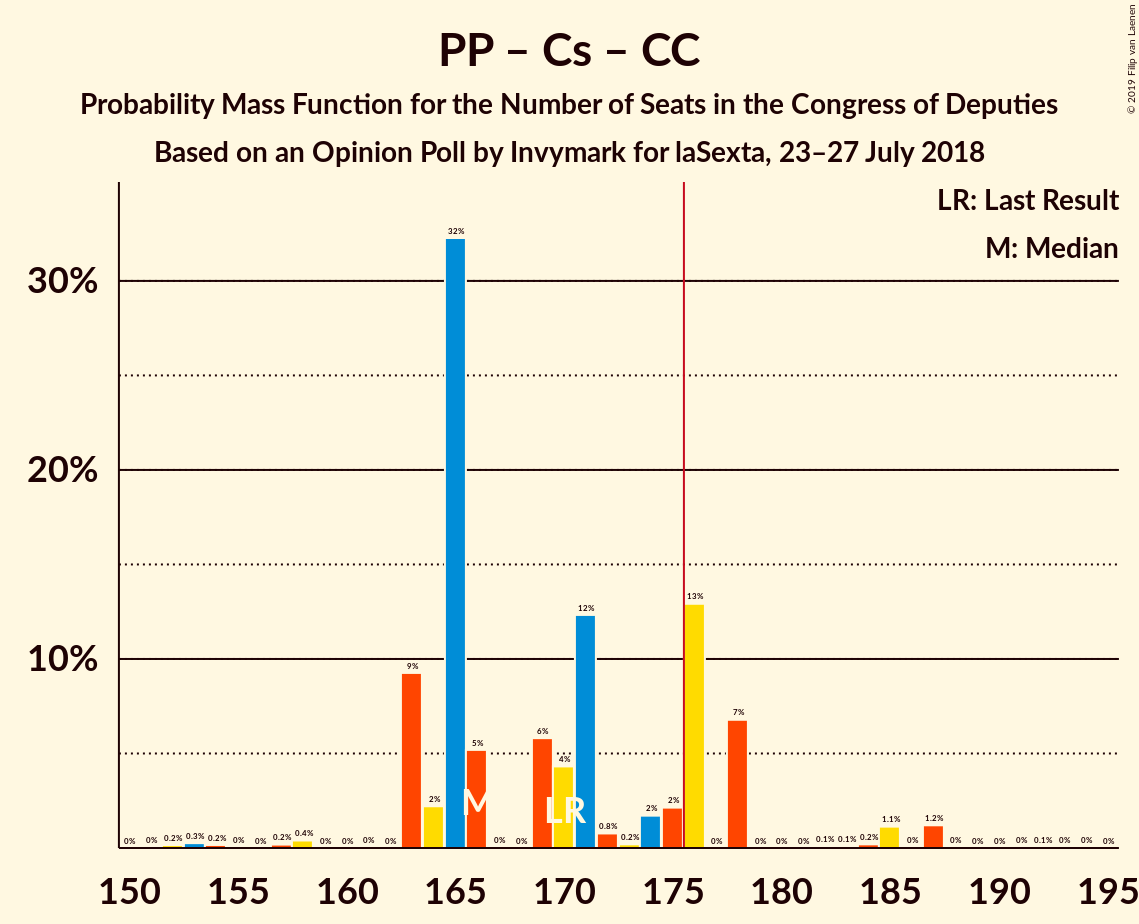 PP – Cs – CC
Probability Mass Function for the Number of Seats in the Congress of Deputies
Based on an Opinion Poll by Invymark for laSexta, 23–27 July 2018
© 2019 Filip van Laenen
LR: Last Result
M: Median
30%
20%
10%
0% 0% 0.2% 0.3% 0.2% 0% 0% 0.2% 0.4% 0% 0% 0% 0% 9% 2% 32% 5% 0% 0% 6% 4% 12% 0.8% 0.2% 2% 2% 13% 0% 7% 0% 0% 0% 0.1% 0.1% 0.2% 1.1% 0% 1.2% 0% 0% 0% 0% 0.1% 0% 0% 0%
M LR
150 155 160 165 170 175 180 185 190 195